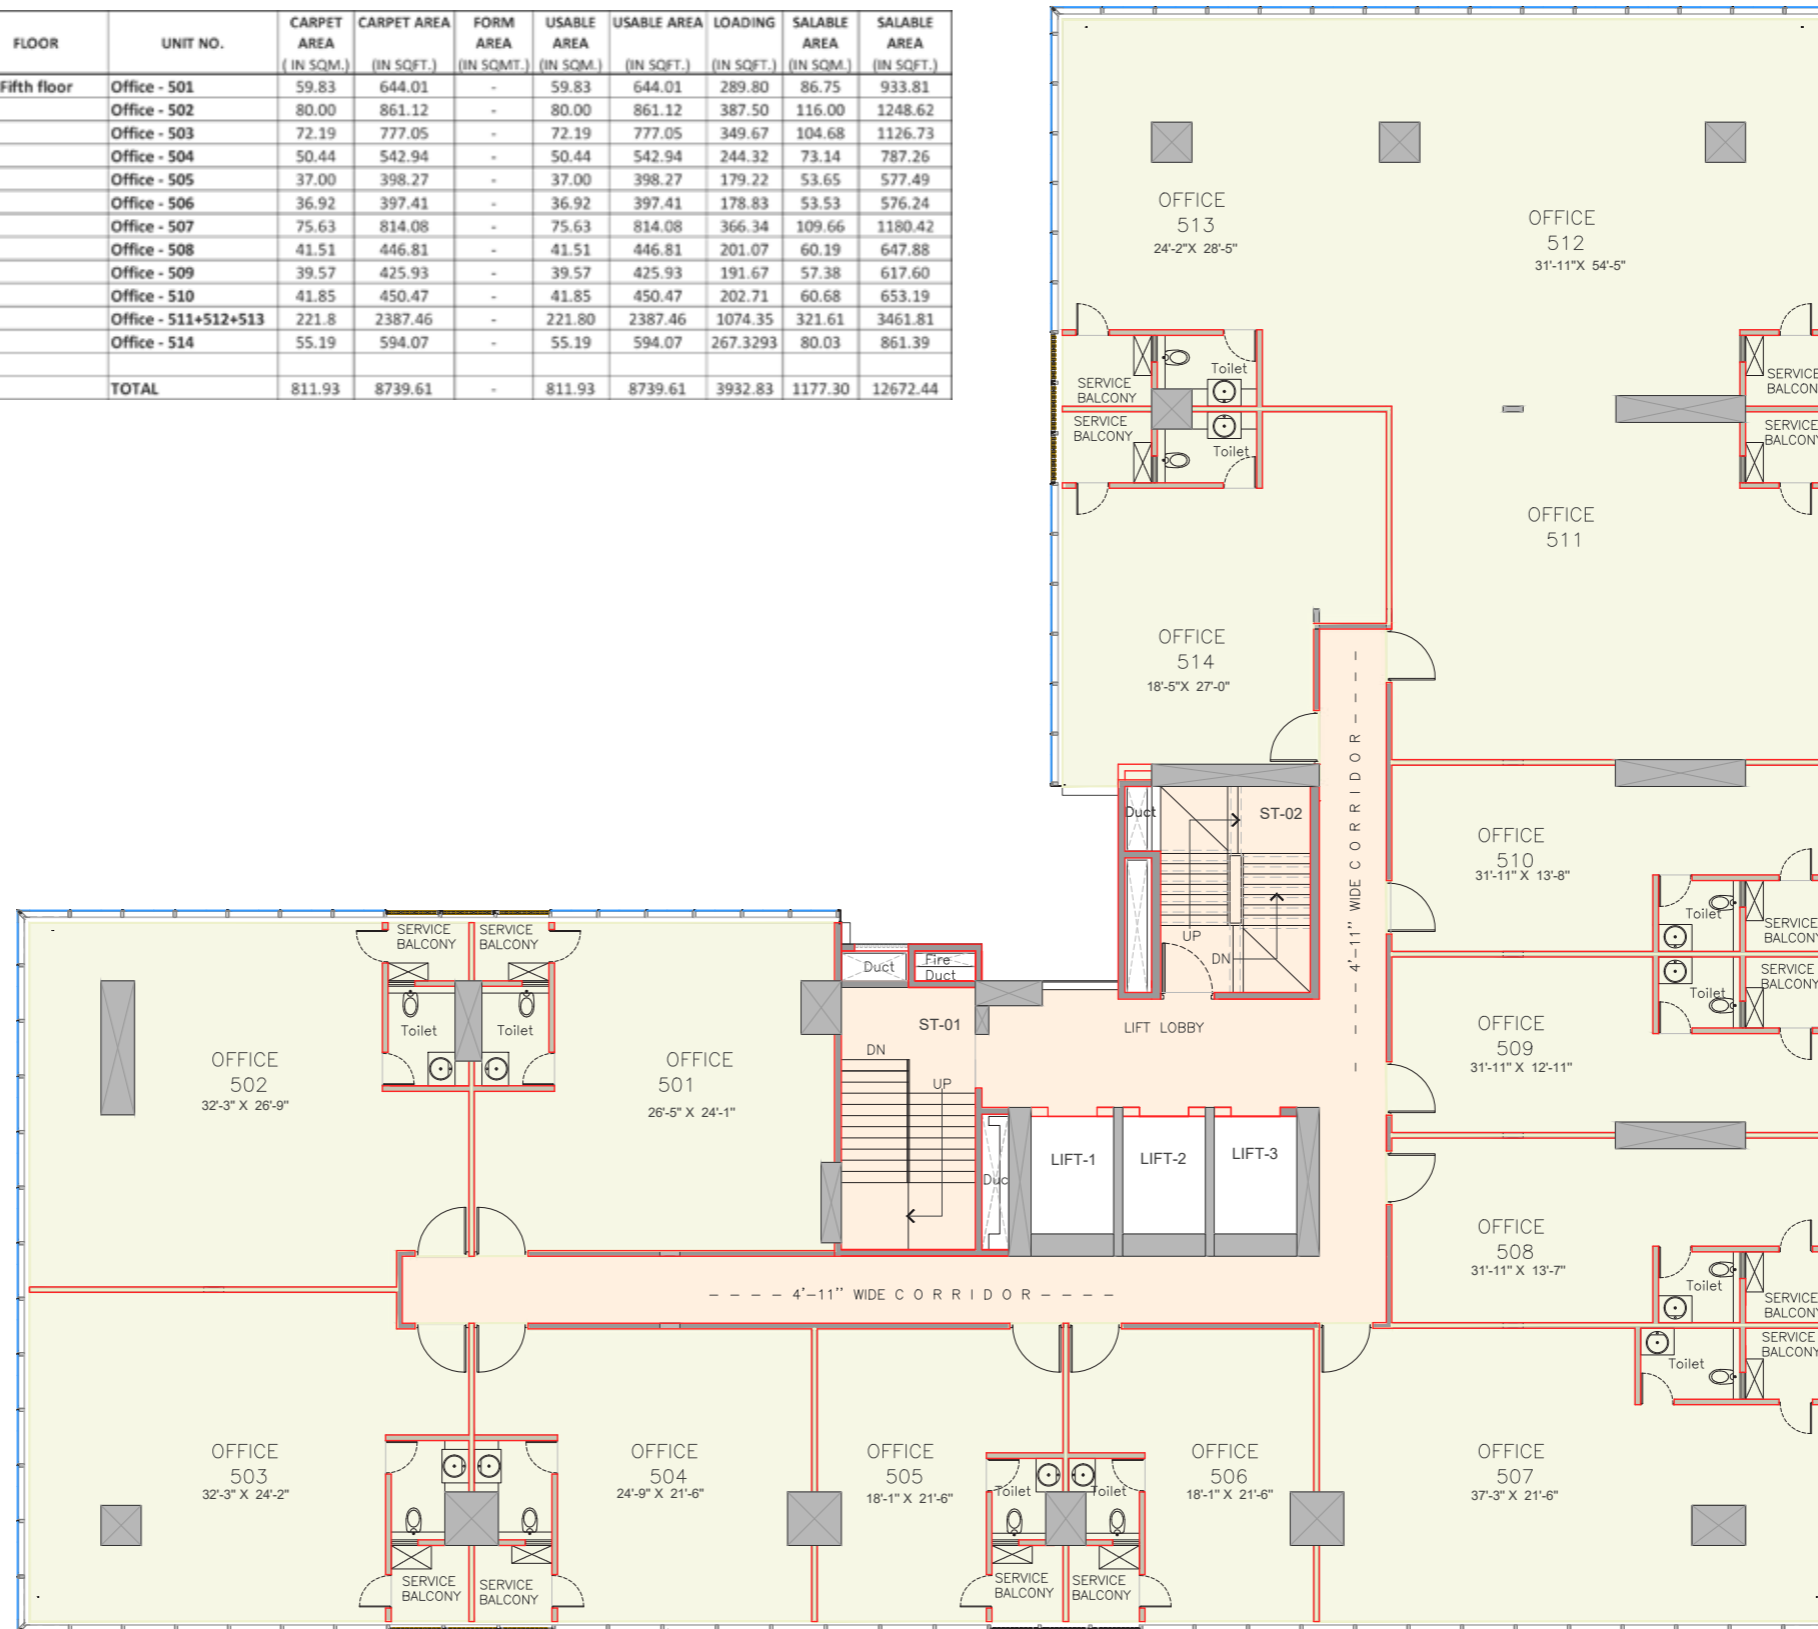 FLOOR UNIT NO. CARPET AREA ( IN SQM.) CARPET AREA (IN SQFT.) FORM AREA (IN SQMT.) USABLE AREA (IN SQM.) USABLE AREA (IN SQFT.) LOADING (IN SQFT.) SALABLE AREA (IN SQM.) SALABLE AREA (IN SQFT.)
Fifth floor Office - 501 59.83 644.01 - 59.83 644.01 289.80 86.75 933.81
Office - 502 80.00 861.12 - 80.00 861.12 387.50 116.00 1248.62
Office - 503 72.19 777.05 - 72.19 777.05 349.67 104.68 1126.73
Office - 504 50.44 542.94 - 50.44 542.94 244.32 73.14 787.26
Office - 505 37.00 398.27 - 37.00 398.27 179.22 53.65 577.49
Office - 506 36.92 397.41 - 36.92 397.41 178.83 53.53 576.24
Office - 507 75.63 814.08 - 75.63 814.08 366.34 109.66 1180.42
Office - 508 41.51 446.81 - 41.51 446.81 201.07 60.19 647.88
Office - 509 39.57 425.93 - 39.57 425.93 191.67 57.38 617.60
Office - 510 41.85 450.47 - 41.85 450.47 202.71 60.68 653.19
Office - 511+512+513 221.8 2387.46 - 221.80 2387.46 1074.35 321.61 3461.81
Office - 514 55.19 594.07 - 55.19 594.07 267.3293 80.03 861.39
TOTAL 811.93 8739.61 - 811.93 8739.61 3932.83 1177.30 12672.44
OFFICE
513
24'-2"X 28'-5"
OFFICE
512
31'-11"X 54'-5"
SERVICE
BALCONY
Toilet
SERVICE
BALCONY
Toilet
SERVICE
BALCON
SERVICE
BALCONY
OFFICE
511
OFFICE
514
18'-5"X 27'-0"
4'-11" WIDE CORRIDOR
Duct
ST-02
UP
DN
OFFICE
510
31'-11" X 13'-8"
Toilet
SERVICE
BALCONY
OFFICE
509
31'-11" X 12'-11"
Toilet
SERVICE
BALCONY
SERVICE
BALCONY
SERVICE
BALCONY
Duct
Fire
Duct
ST-01
DN
UP
LIFT LOBBY
Toilet
Toilet
OFFICE
502
32'-3" X 26'-9"
OFFICE
501
26'-5" X 24'-1"
Duc
LIFT-1
LIFT-2
LIFT-3
OFFICE
508
31'-11" X 13'-7"
Toilet
SERVICE
BALCONY
4'-11'' WIDE CORRIDOR
Toilet
SERVICE
BALCONY
OFFICE
503
32'-3" X 24'-2"
OFFICE
504
24'-9" X 21'-6"
OFFICE
505
18'-1" X 21'-6"
Toilet
Toilet
OFFICE
506
18'-1" X 21'-6"
OFFICE
507
37'-3" X 21'-6"
SERVICE
BALCONY
SERVICE
BALCONY
SERVICE
BALCONY
SERVICE
BALCONY